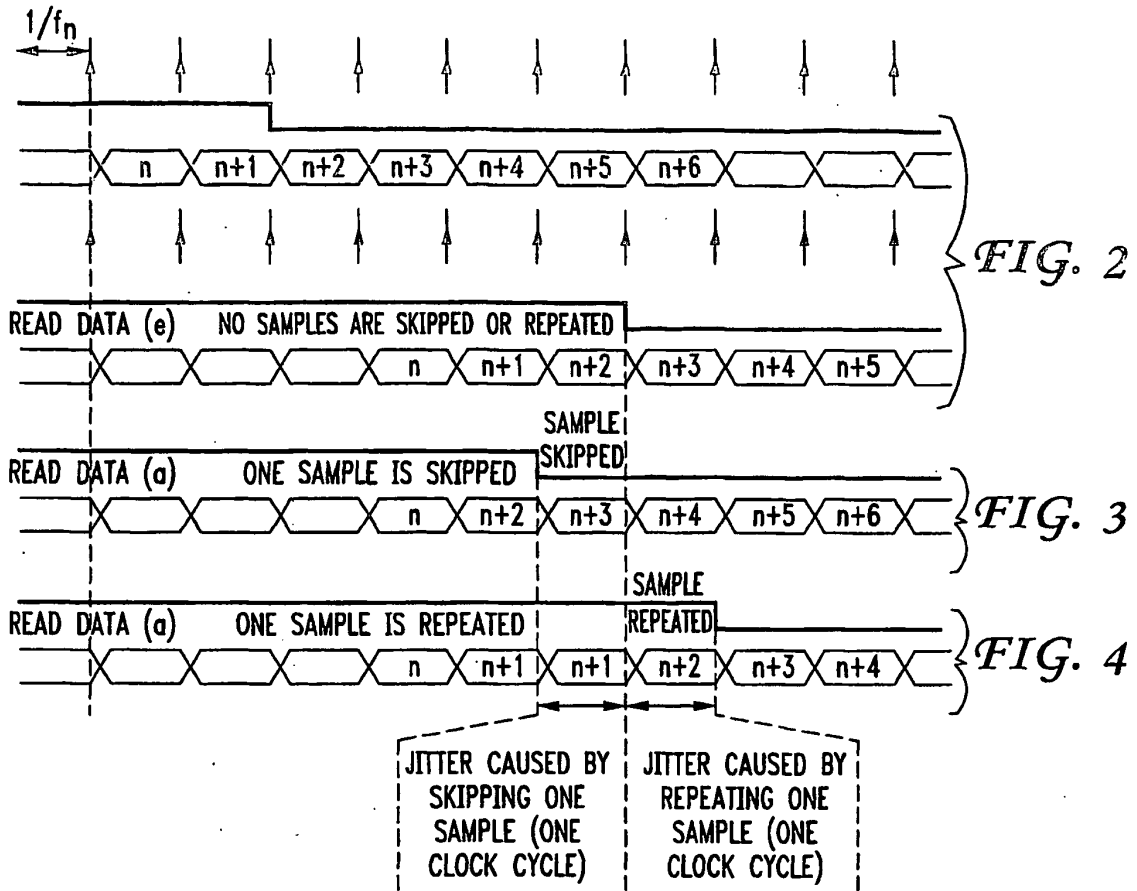 1/fn
n n+1 n+2 n+3 n+4 n+5 n+6
FIG. 2
READ DATA (e) NO SAMPLES ARE SKIPPED OR REPEATED
n n+1 n+2 n+3 n+4 n+5
SAMPLE
SKIPPED
READ DATA (a) ONE SAMPLE IS SKIPPED
n n+2 n+3 n+4 n+5 n+6
FIG. 3
SAMPLE
REPEATED
READ DATA (a) ONE SAMPLE IS REPEATED
n n+1 n+1 n+2 n+3 n+4
FIG. 4
JITTER CAUSED BY
SKIPPING ONE
SAMPLE (ONE
CLOCK CYCLE)
JITTER CAUSED BY
REPEATING ONE
SAMPLE (ONE
CLOCK CYCLE)